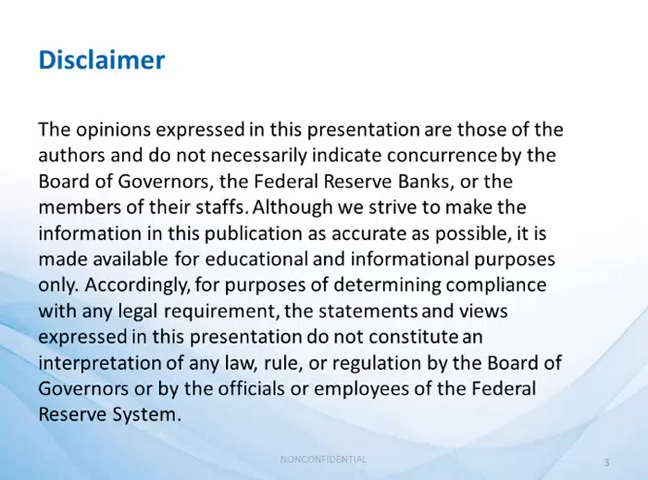 Disclaimer
The opinions expressed in this presentation are those of the
authors and do not necessarily indicate concurrence by the
Board of Governors, the Federal Reserve Banks, or the
members of their staffs. Although we strive to make the
information in this publication as accurate as possible, it is
made available for educational and informational purposes
only. Accordingly, for purposes of determining compliance
with any legal requirement, the statements and views
expressed in this presentation do not constitute an
interpretation of any law, rule, or regulation by the Board of
Governors or by the officials or employees of the Federal
Reserve System.
NONCONFIDENTIAL
3